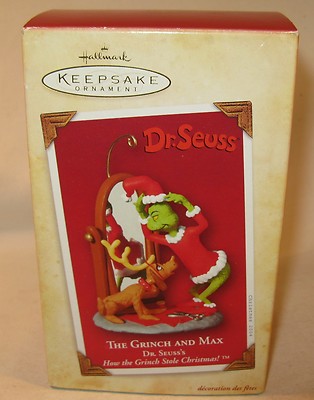 Hallmark
KEEPSAKE
ORNAMENT
Dr. Seuss
THE GRINCH AND MAX
DR. SEUSS'S
How the Grinch Stole Christmas!™
décoration des fêtes